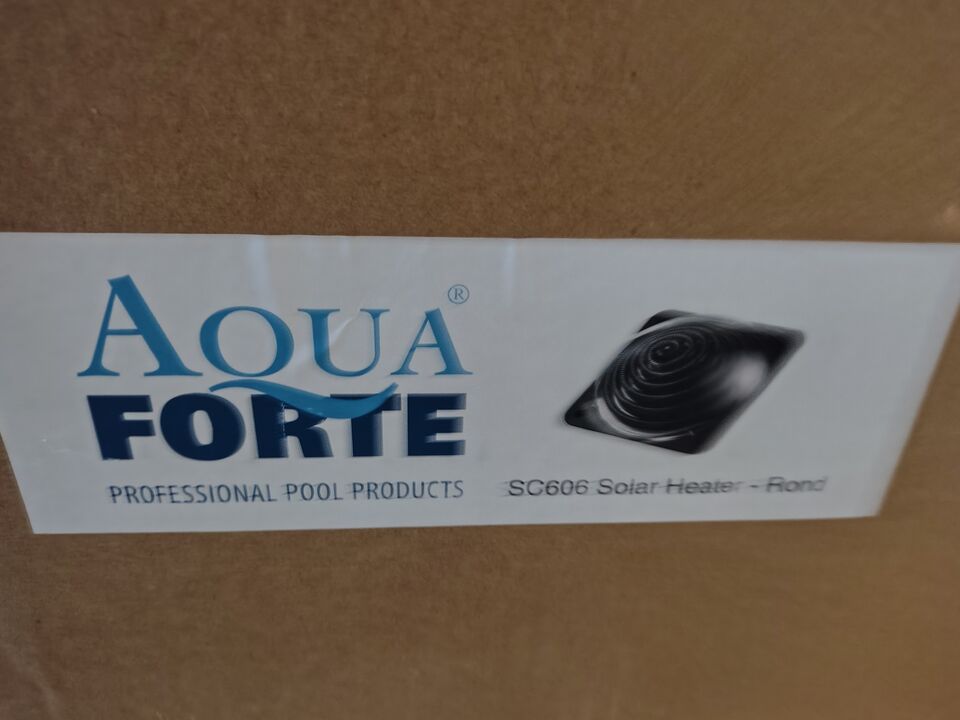 AQUA®
FORTE
PROFESSIONAL POOL PRODUCTS
SC606 Solar Heater - Rond